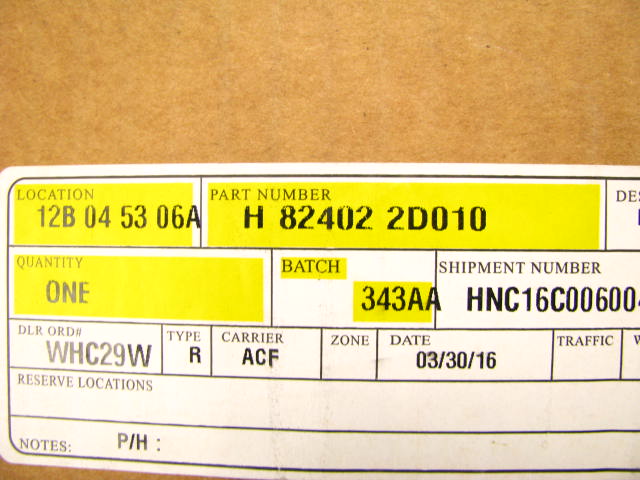 LOCATION PART NUMBER
12B 04 53 06A H 82402 2D010
QUANTITY BATCH SHIPMENT NUMBER
ONE 343AA
DLR ORD# TYPE CARRIER ZONE DATE TRAFFIC
WHC29W R ACF 03/30/16
RESERVE LOCATIONS
NOTES: P/H :